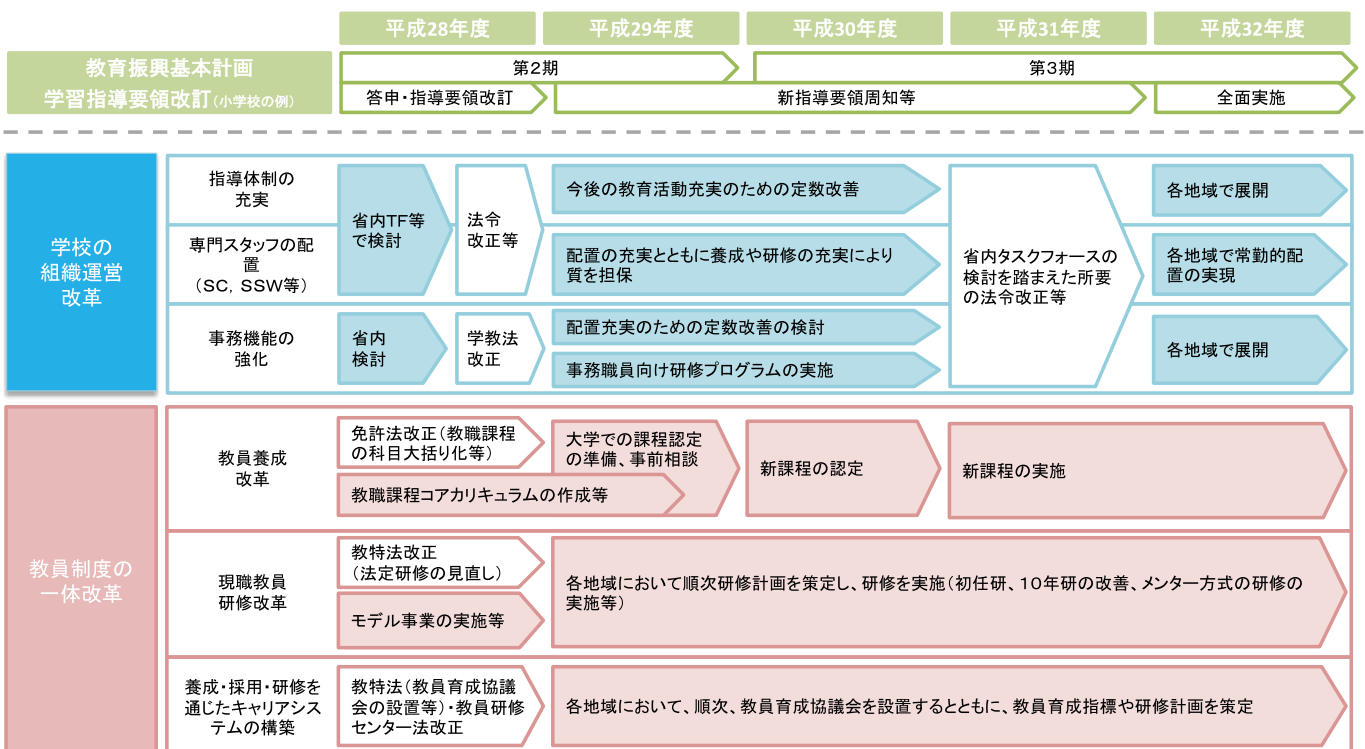 平成28年度
平成29年度
平成30年度
平成31年度
平成32年度
教育振興基本計画
学習指導要領改訂(小学校の例)
第2期
第3期
答申・指導要領改訂
新指導要領周知等
全面実施
学校の
組織運営
改革
指導体制の
充実
専門スタッフの配
置
(SC，SSW等)
事務機能の
強化
省内TF等
で検討
法令
改正等
今後の教育活動充実のための定数改善
配置の充実とともに養成や研修の充実により
質を担保
省内
検討
学教法
改正
配置充実のための定数改善の検討
事務職員向け研修プログラムの実施
省内タスクフォースの
検討を踏まえた所要
の法令改正等
各地域で展開
各地域で常勤的配
置の実現
各地域で展開
教員制度の
一体改革
教員養成
改革
免許法改正(教職課程
の科目大括り化等)
教職課程コアカリキュラムの作成等
大学での課程認定
の準備、事前相談
新課程の認定
新課程の実施
現職教員
研修改革
教特法改正
(法定研修の見直し)
モデル事業の実施等
各地域において順次研修計画を策定し、研修を実施(初任研、１０年研の改善、メンター方式の研修の
実施等)
養成・採用・研修を
通じたキャリアシス
テムの構築
教特法(教員育成協議
会の設置等)・教員研修
センター法改正
各地域において、順次、教員育成協議会を設置するとともに、教員育成指標や研修計画を策定